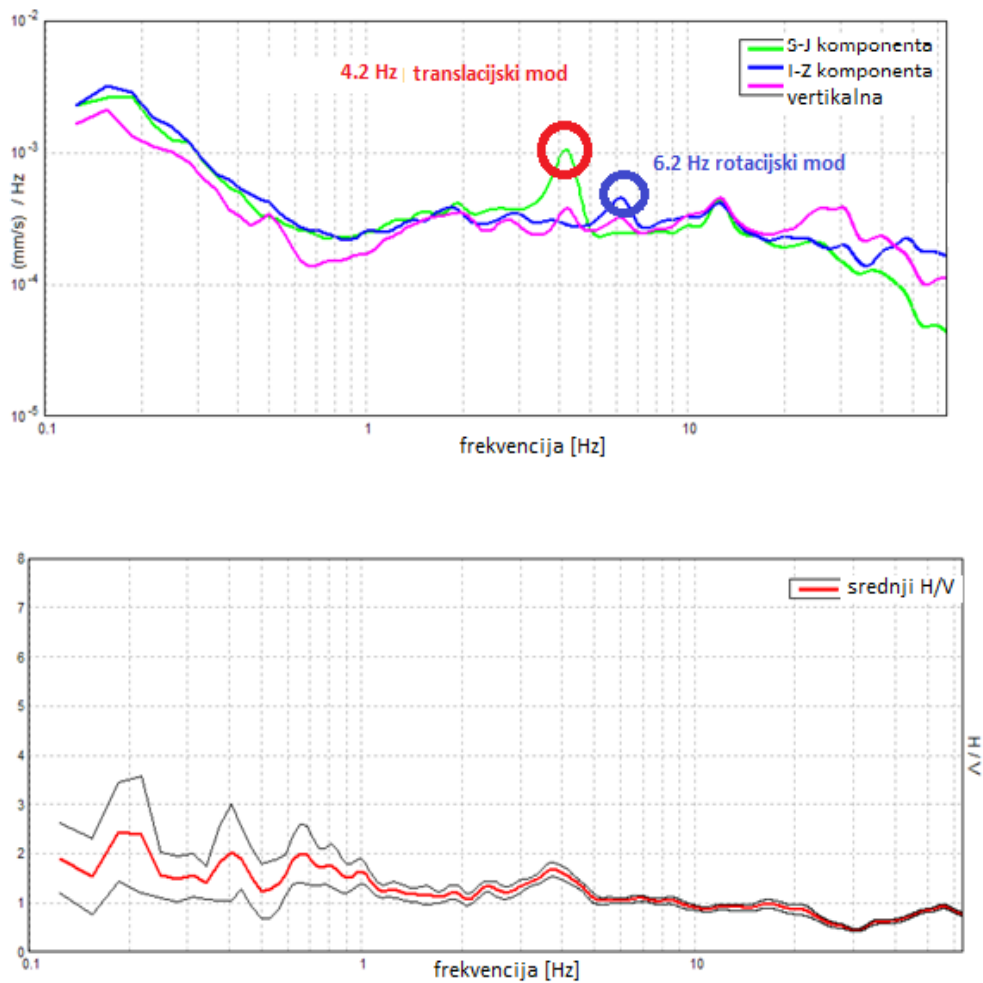 10-2
S-J komponenta
I-Z komponenta
vertikalna
4.2 Hz | translacijski mod
10-3
6.2 Hz rotacijski mod
(mm/s) / Hz
10-4
10-5
0.1 1 10
frekvencija [Hz]
8
srednji H/V
7
6
5
4
H/V
3
2
1
0
0.1 1 10
frekvencija [Hz]